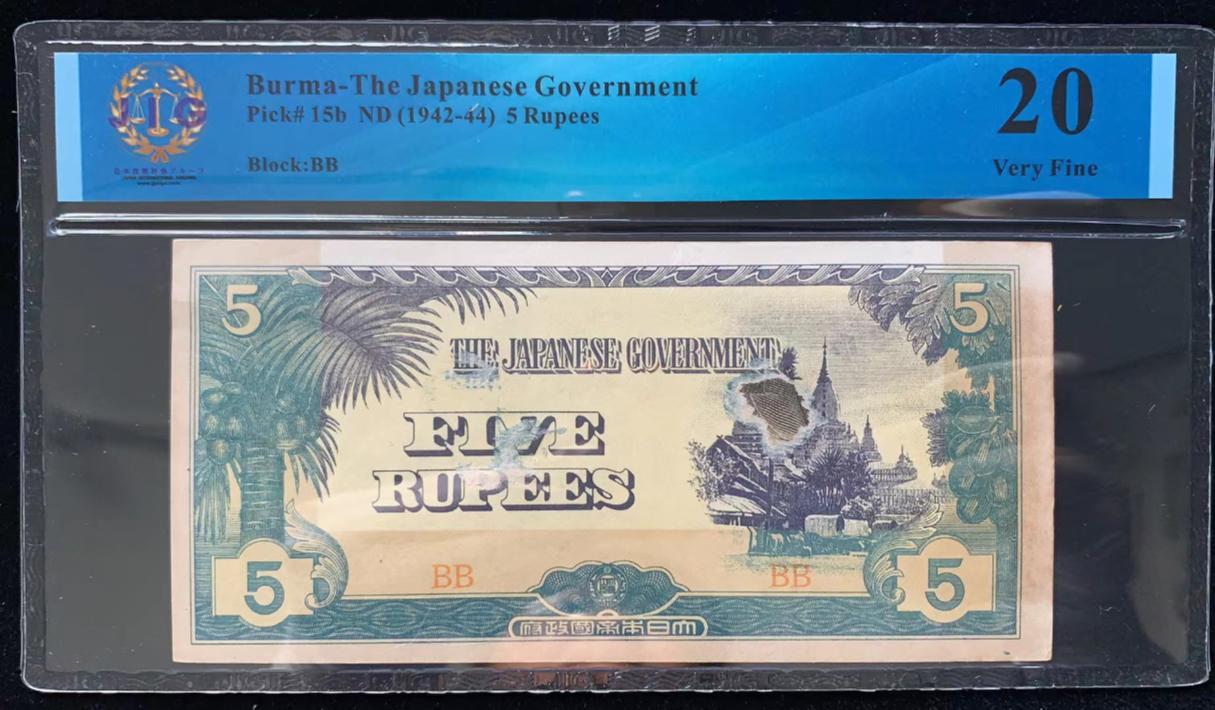 Burma-The Japanese Government
Pick# 15b ND (1942-44) 5 Rupees
Block:BB
20
Very Fine
JIG
5
5
THE JAPANESE GOVERNMENT
FIVE
RUPEES
BB
BB
5
5
府政國帝本日大